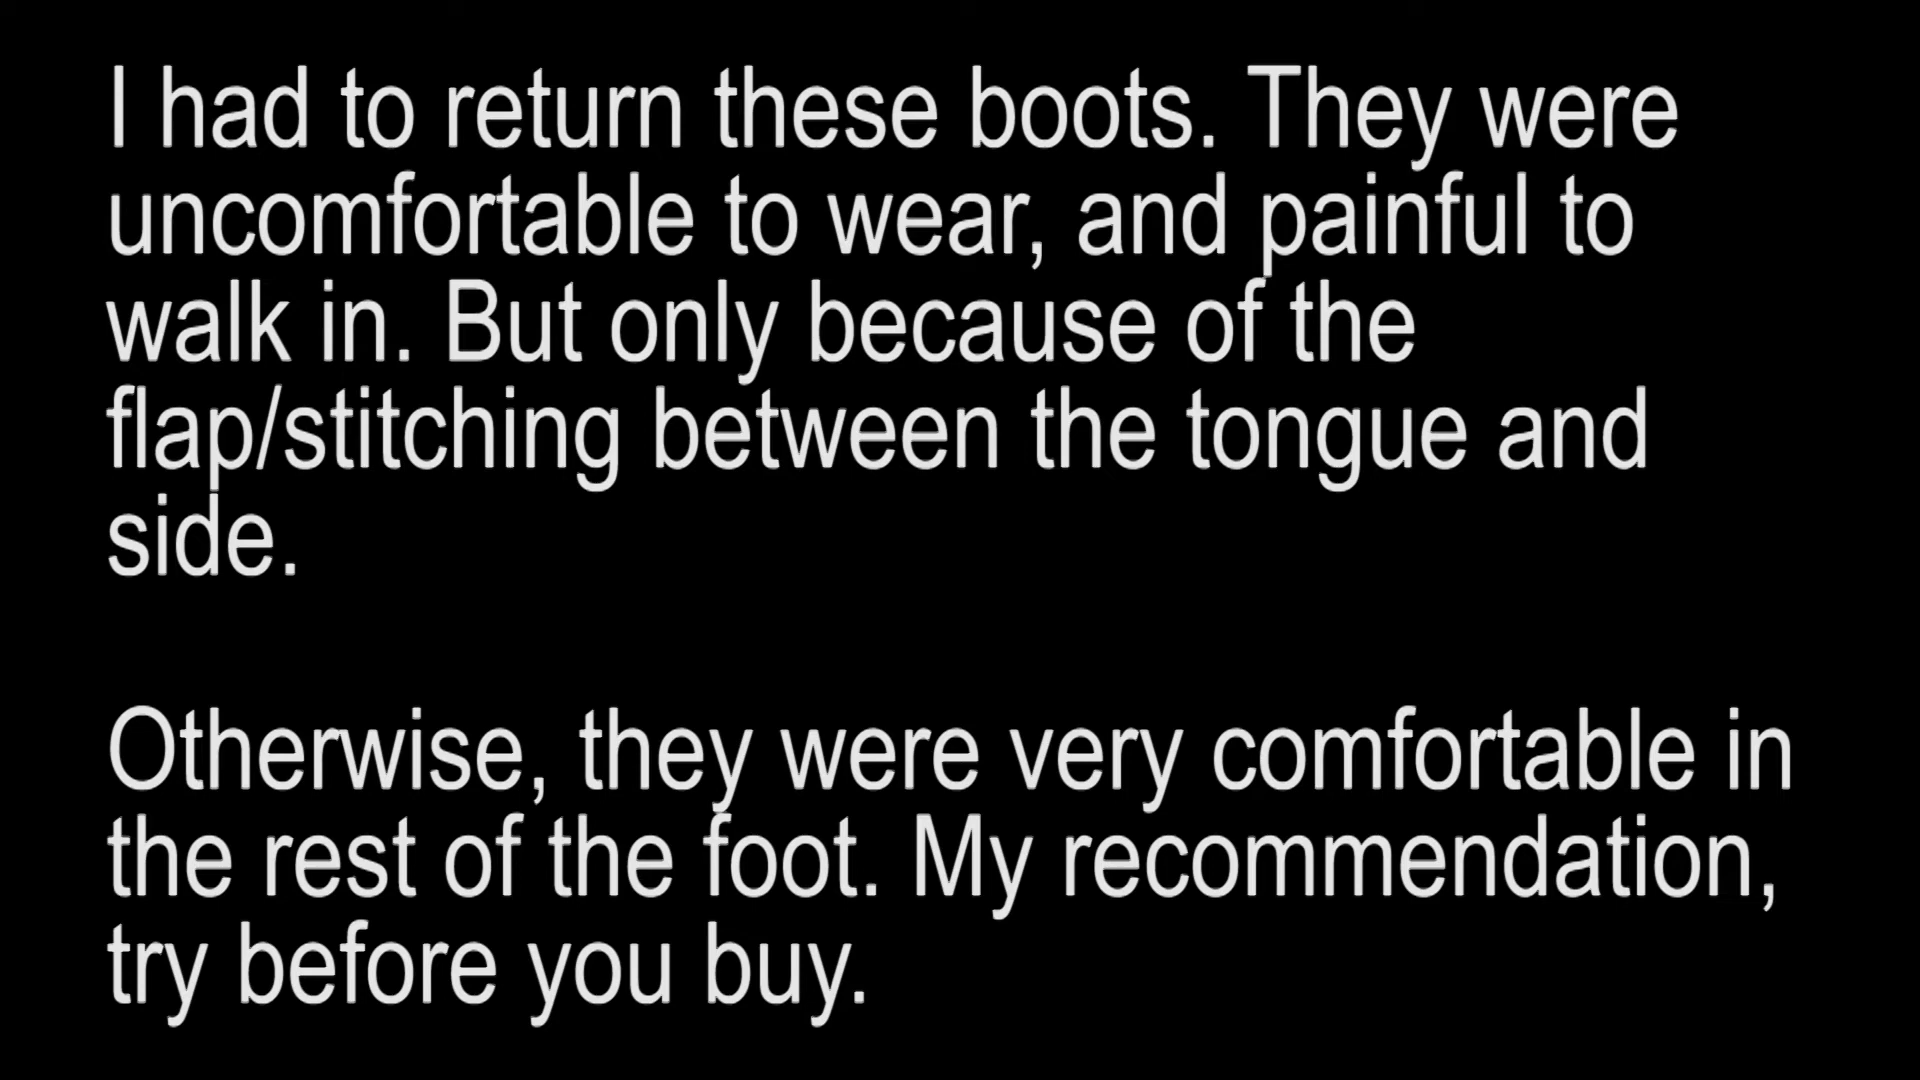 I had to return these boots. They were
uncomfortable to wear, and painful to
walk in. But only because of the
flap/stitching between the tongue and
side.
Otherwise, they were very comfortable in
the rest of the foot. My recommendation,
try before you buy.